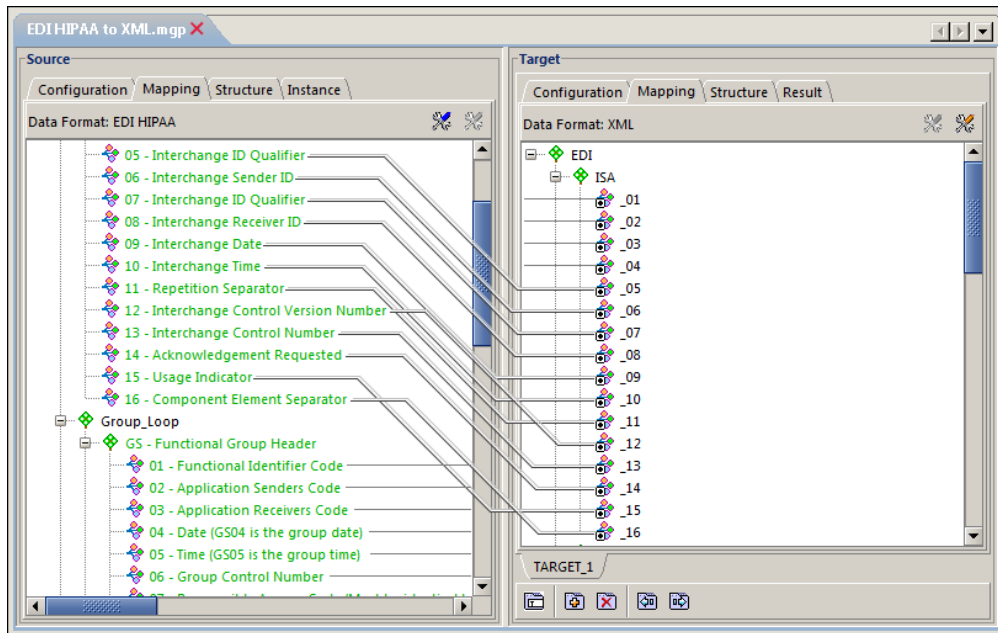 EDI HIPAA to XML.mgp
Source
Configuration Mapping Structure Instance
Data Format: EDI HIPAA
05 - Interchange ID Qualifier
06 - Interchange Sender ID
07 - Interchange ID Qualifier
08 - Interchange Receiver ID
09 - Interchange Date
10 - Interchange Time
11 - Repetition Separator
12 - Interchange Control Version Number
13 - Interchange Control Number
14 - Acknowledgement Requested
15 - Usage Indicator
16 - Component Element Separator
Group_Loop
GS - Functional Group Header
01 - Functional Identifier Code
02 - Application Senders Code
03 - Application Receivers Code
04 - Date (GS04 is the group date)
05 - Time (GS05 is the group time)
06 - Group Control Number
Target
Configuration Mapping Structure Result
Data Format: XML
EDI
ISA
_01
_02
_03
_04
_05
_06
_07
_08
_09
_10
_11
_12
_13
_14
_15
_16
TARGET_1